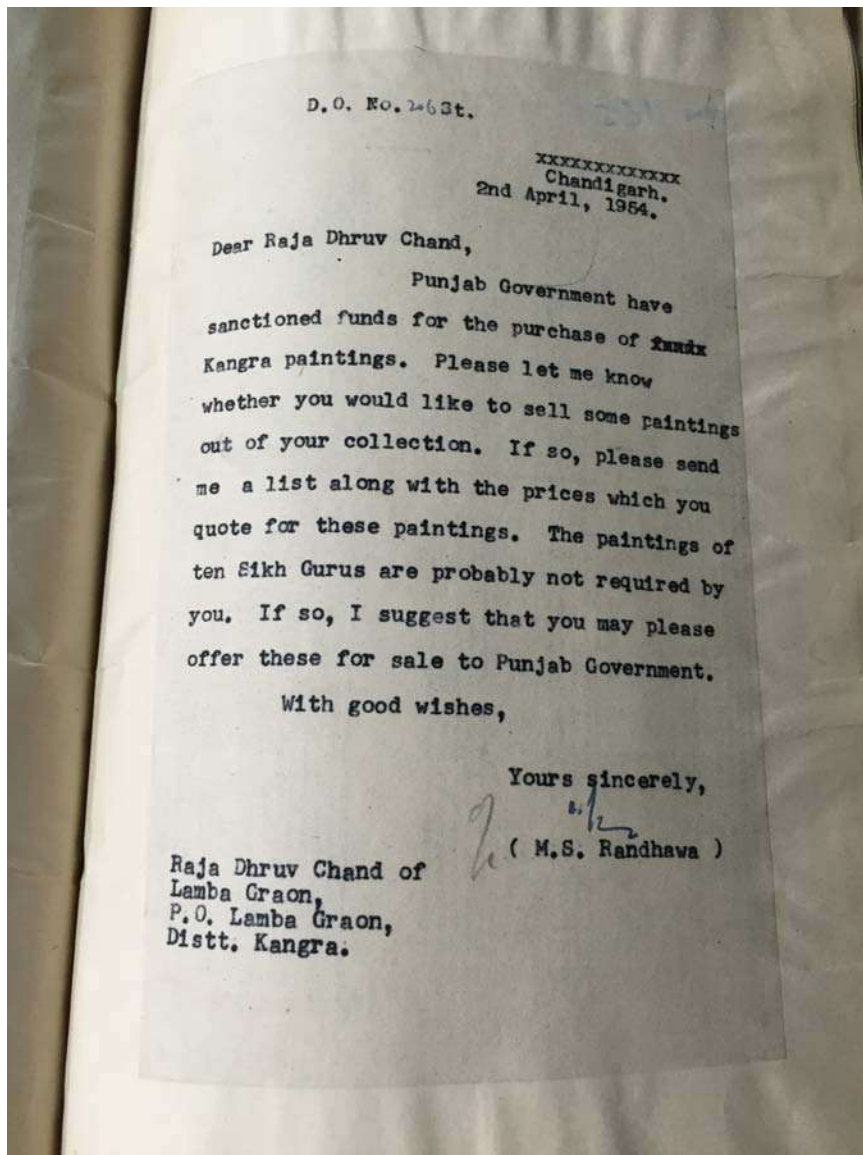 D.O. No.263t.
xxxxxxxxxxxxx
Chandigarh.
2nd April, 1954.
Dear Raja Dhruv Chand,
Punjab Government have
sanctioned funds for the purchase of
Kangra paintings. Please let me know
whether you would like to sell some paintings
out of your collection. If so, please send
me a list along with the prices which you
quote for these paintings. The paintings of
ten Sikh Gurus are probably not required by
you. If so, I suggest that you may please
offer these for sale to Punjab Government.
With good wishes,
Yours sincerely,
( M.S. Randhawa )
Raja Dhruv Chand of
Lamba Graon,
P.O. Lamba Graon,
Distt. Kangra.